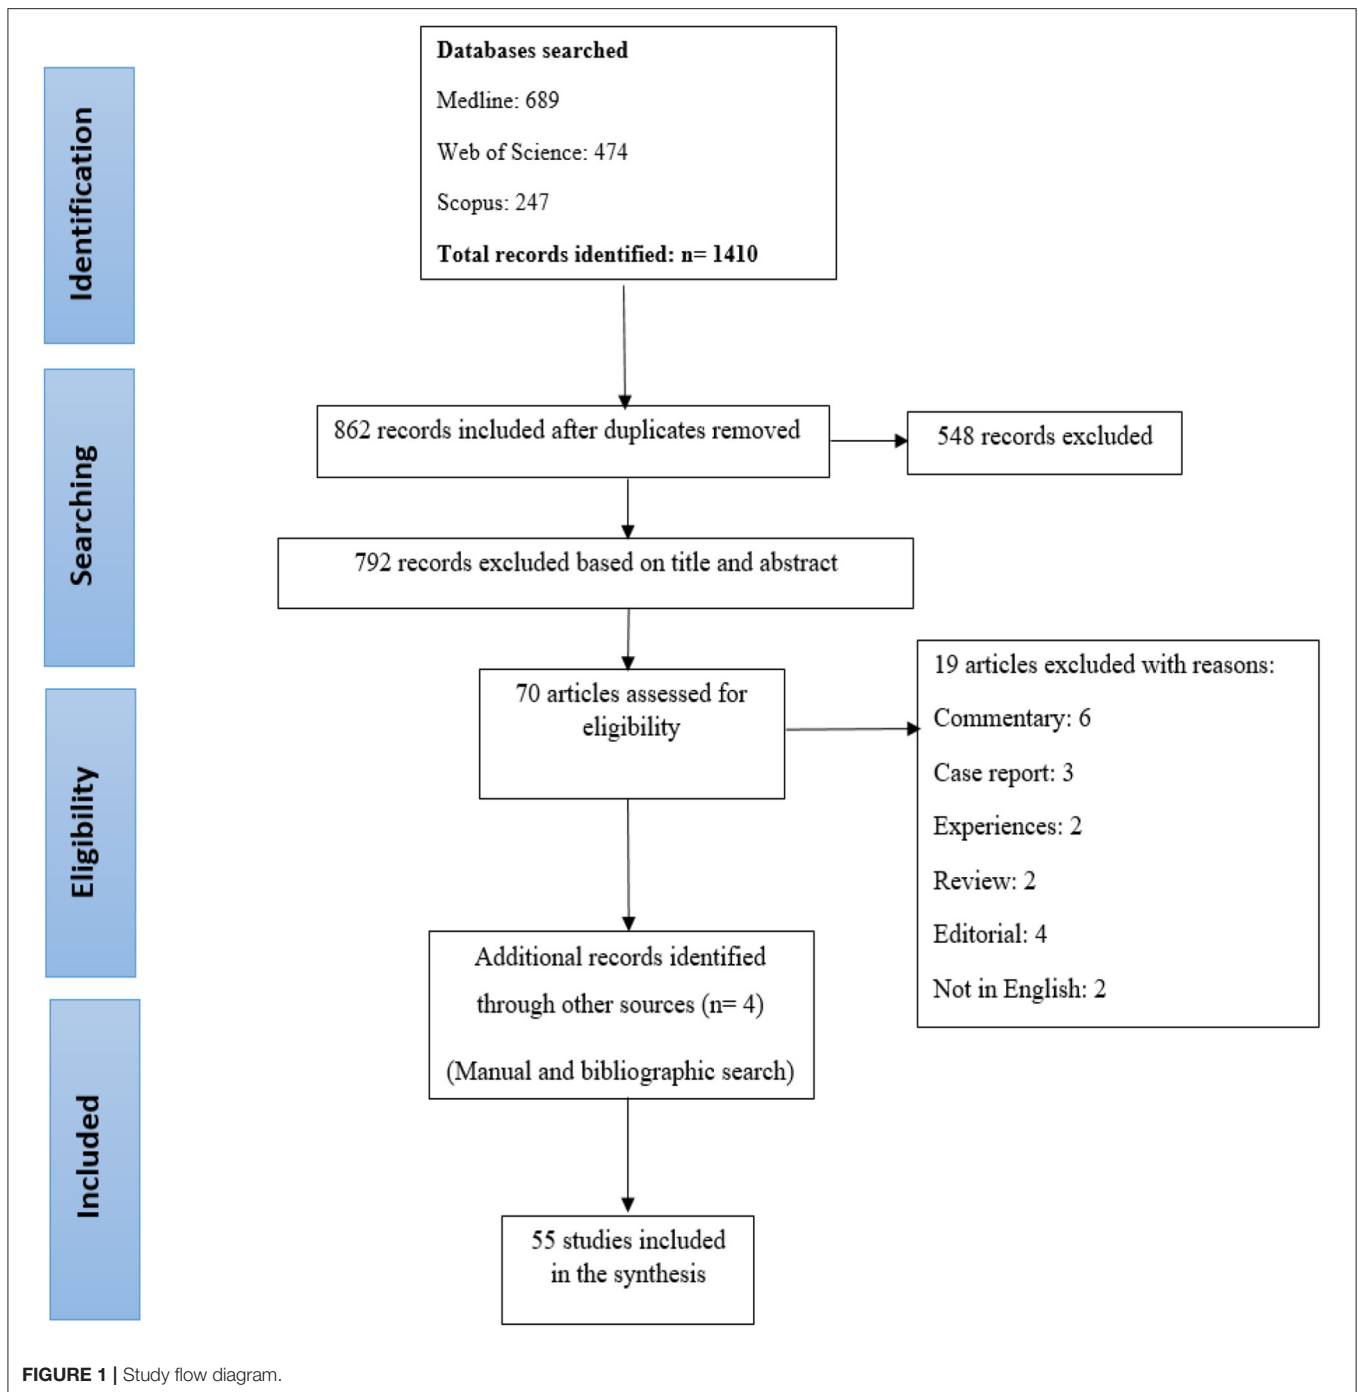 Identification
Databases searched
Medline: 689
Web of Science: 474
Scopus: 247
Total records identified: n= 1410
Searching
862 records included after duplicates removed
548 records excluded
792 records excluded based on title and abstract
Eligibility
70 articles assessed for
eligibility
19 articles excluded with reasons:
Commentary: 6
Case report: 3
Experiences: 2
Review: 2
Editorial: 4
Not in English: 2
Additional records identified
through other sources (n= 4)
(Manual and bibliographic search)
Included
55 studies included
in the synthesis
FIGURE 1 | Study flow diagram.